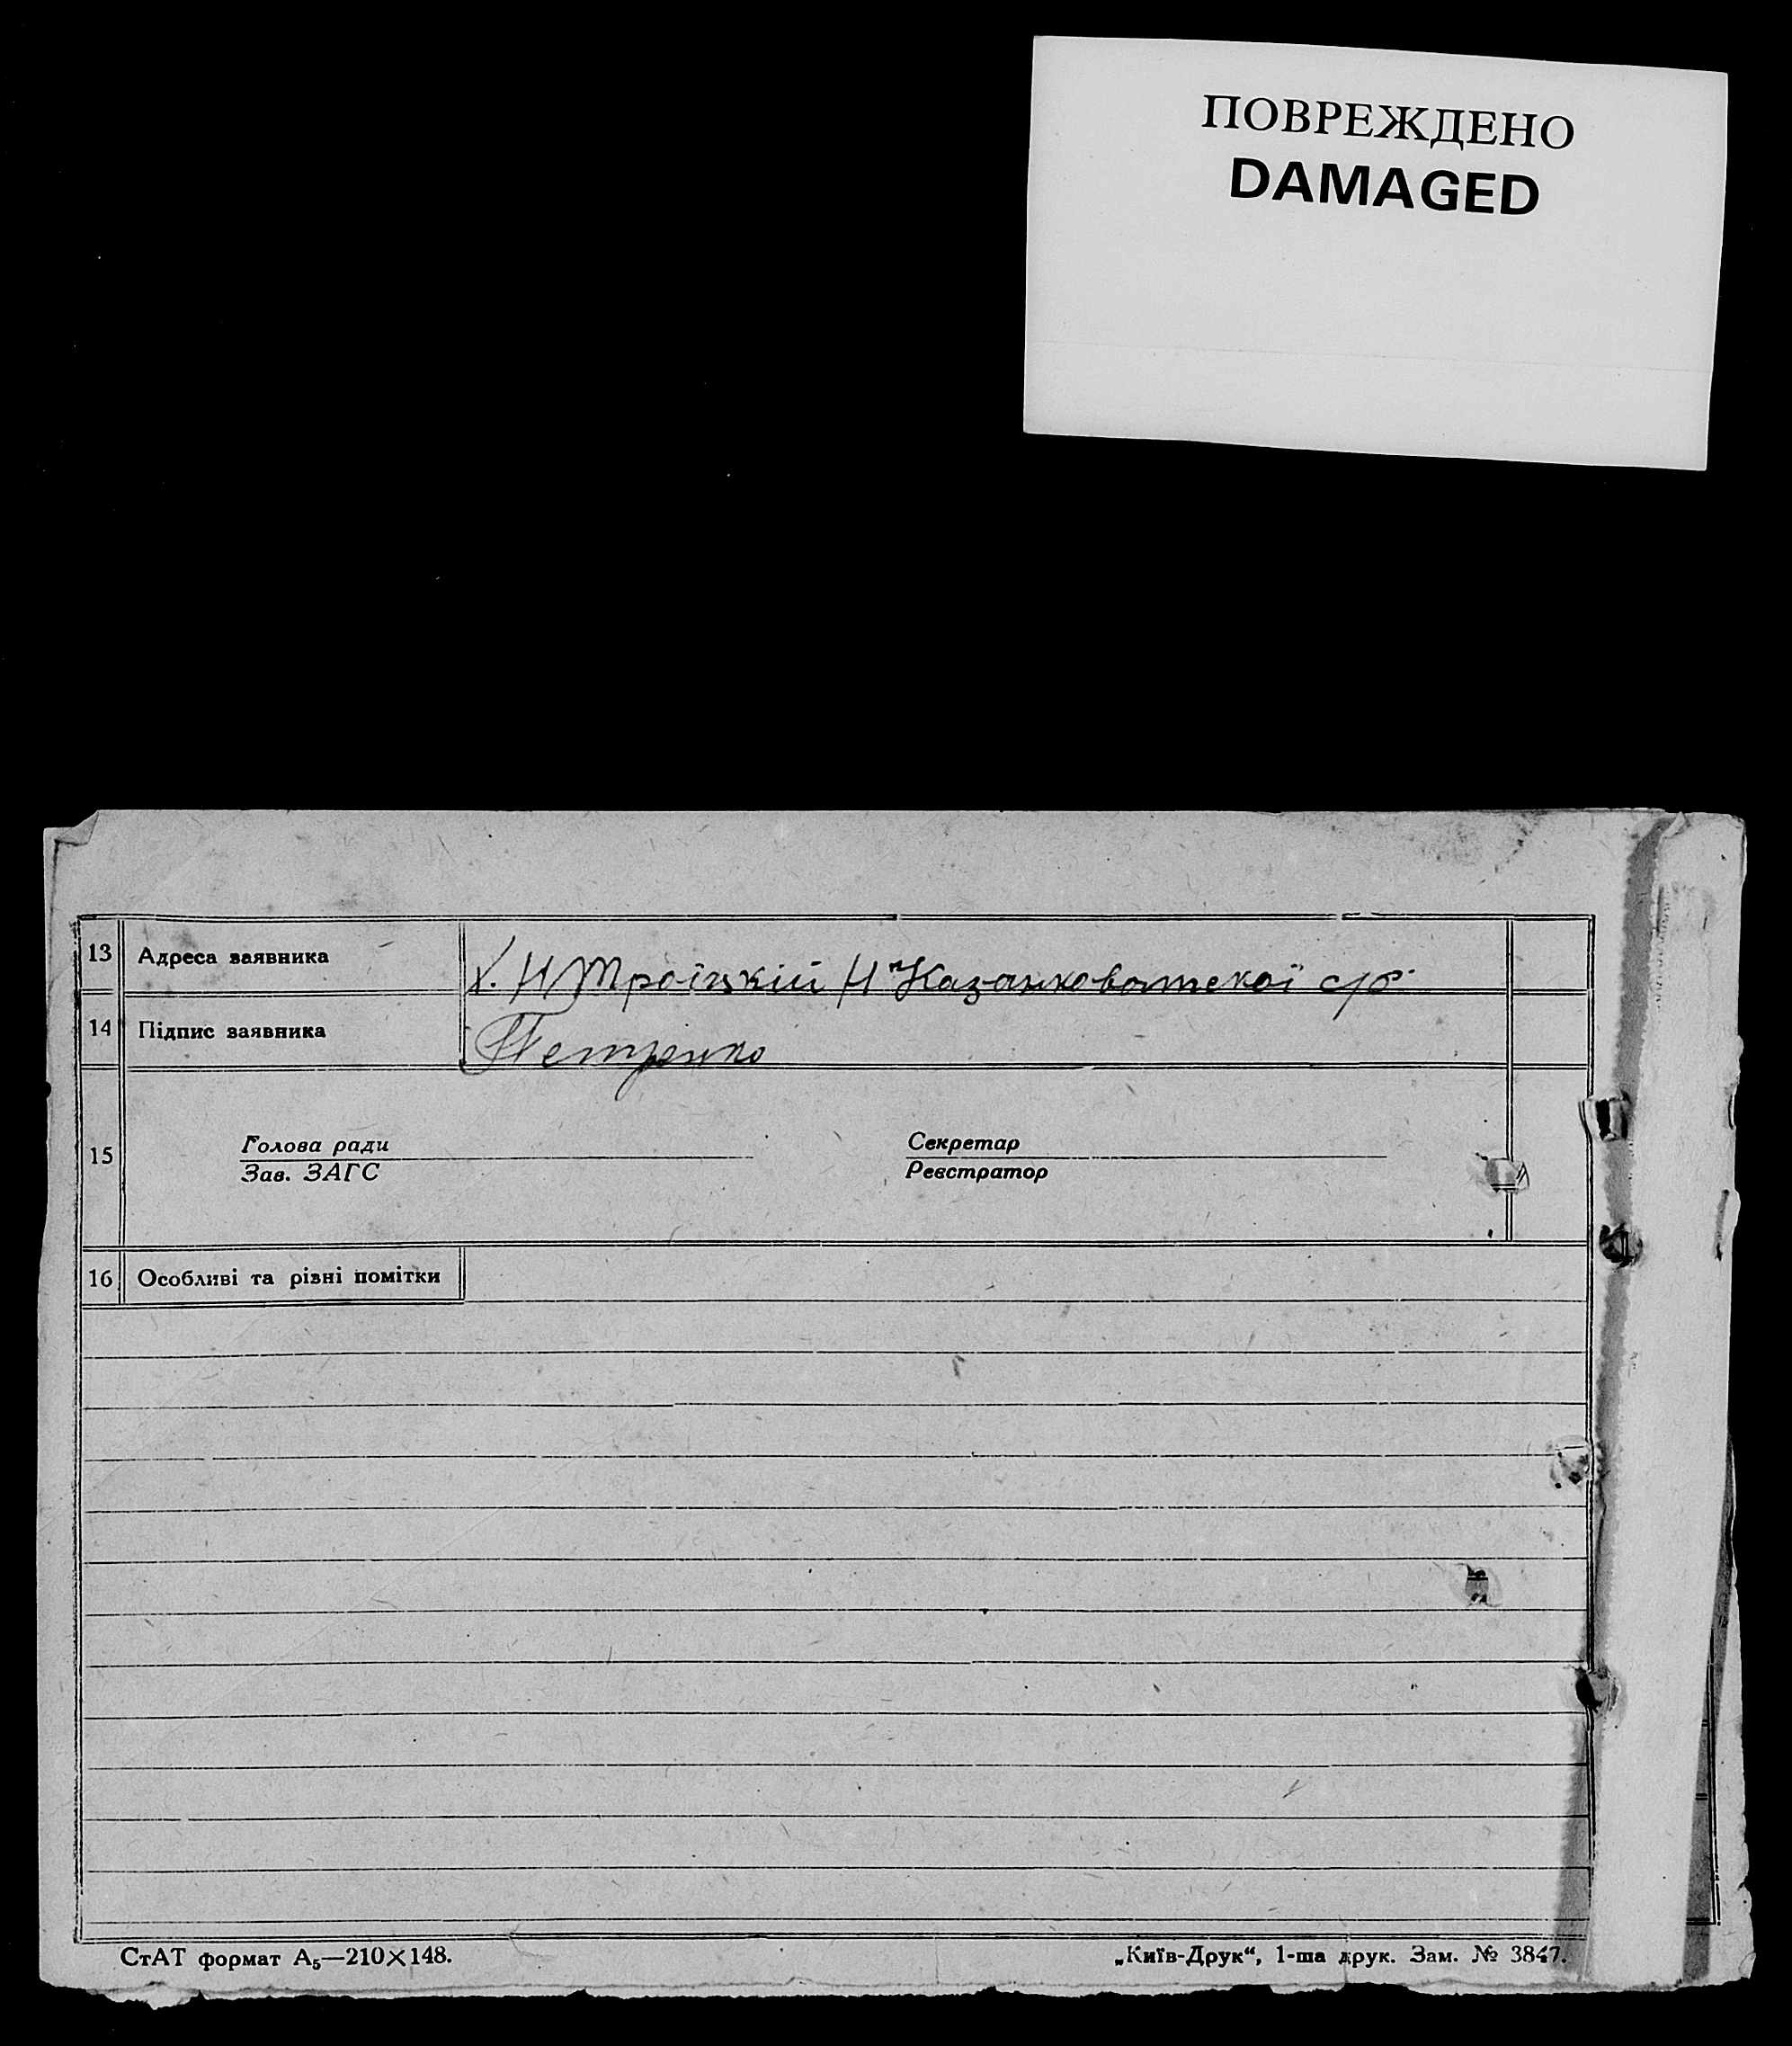 ПОВРЕЖДЕНО
DAMAGED
13 Адреса заявника х. Н Троїцкій Н Казанковатскої с/р.
14 Підпис заявника Петренко
15 Голова ради Секретар
Зав. ЗАГС Реєстратор
16 Особливі та різні помітки
СтАТ формат А₅—210×148. „Київ-Друк“, 1-ша друк. Зам. № 3847.